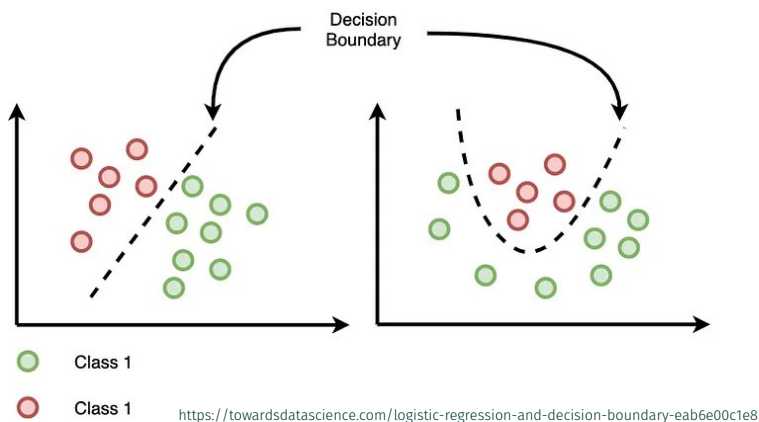 Decision
Boundary
Class 1
Class 1
https://towardsdatascience.com/logistic-regression-and-decision-boundary-eab6e00c1e8